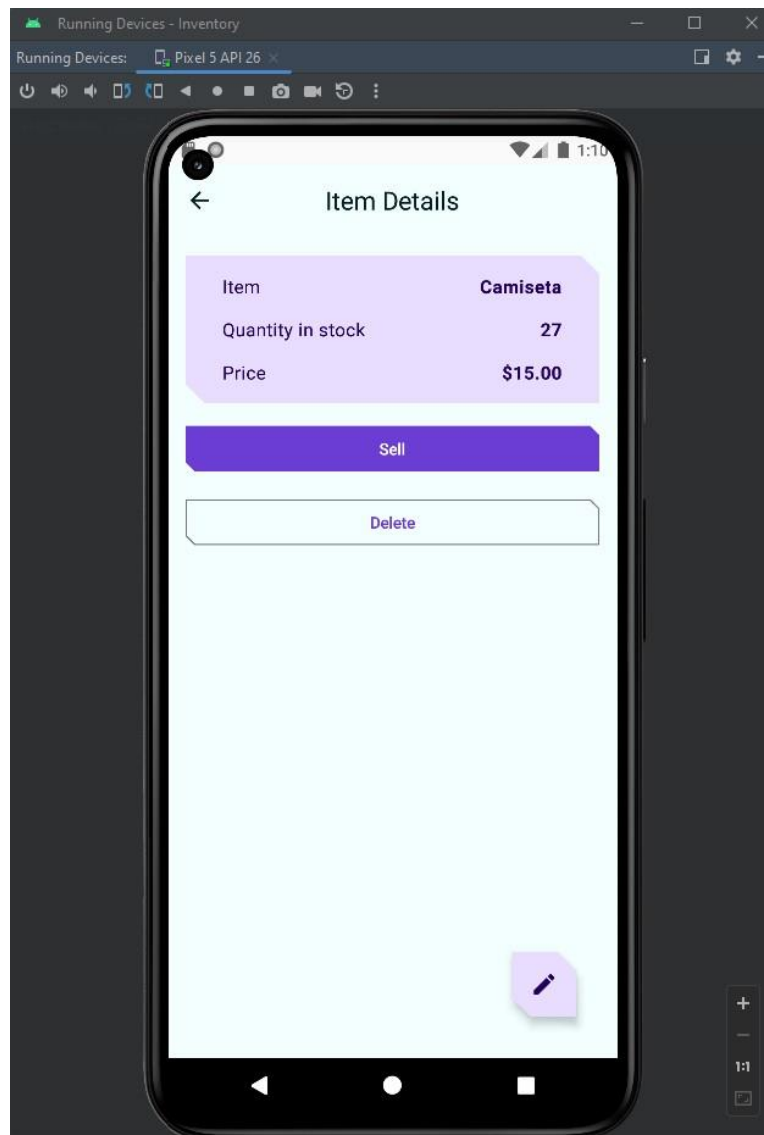 Running Devices - Inventory
Running Devices: Pixel 5 API 26
1:10
Item Details
Item Camiseta
Quantity in stock 27
Price $15.00
Sell
Delete
1:1